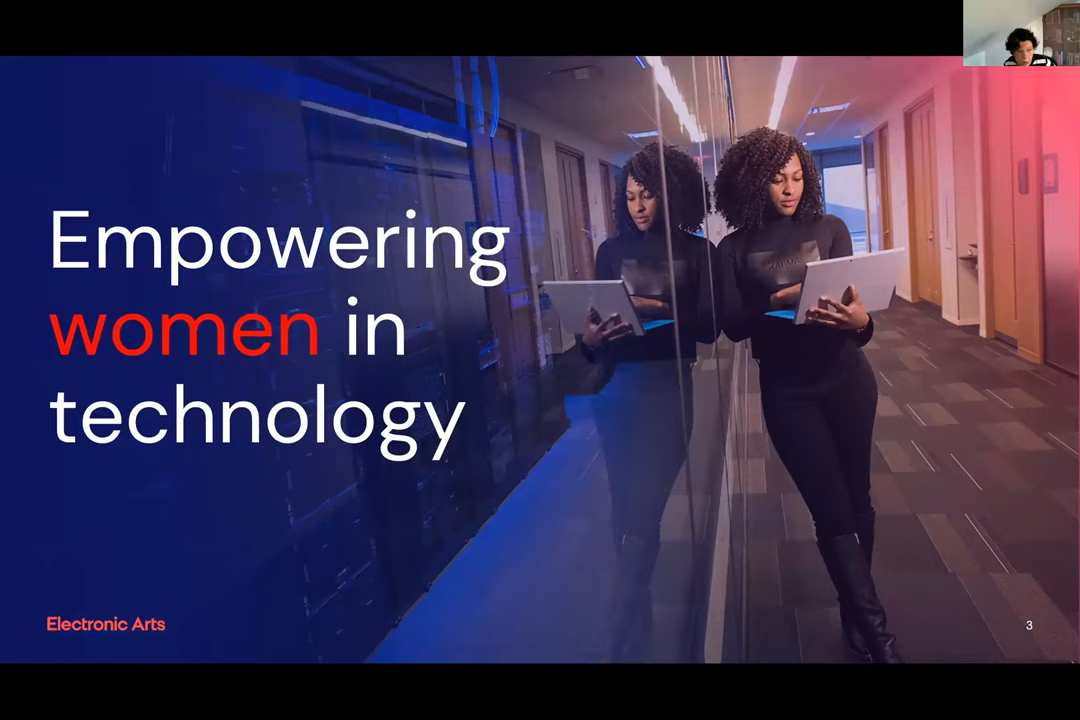 Empowering
women in
technology
Electronic Arts
3